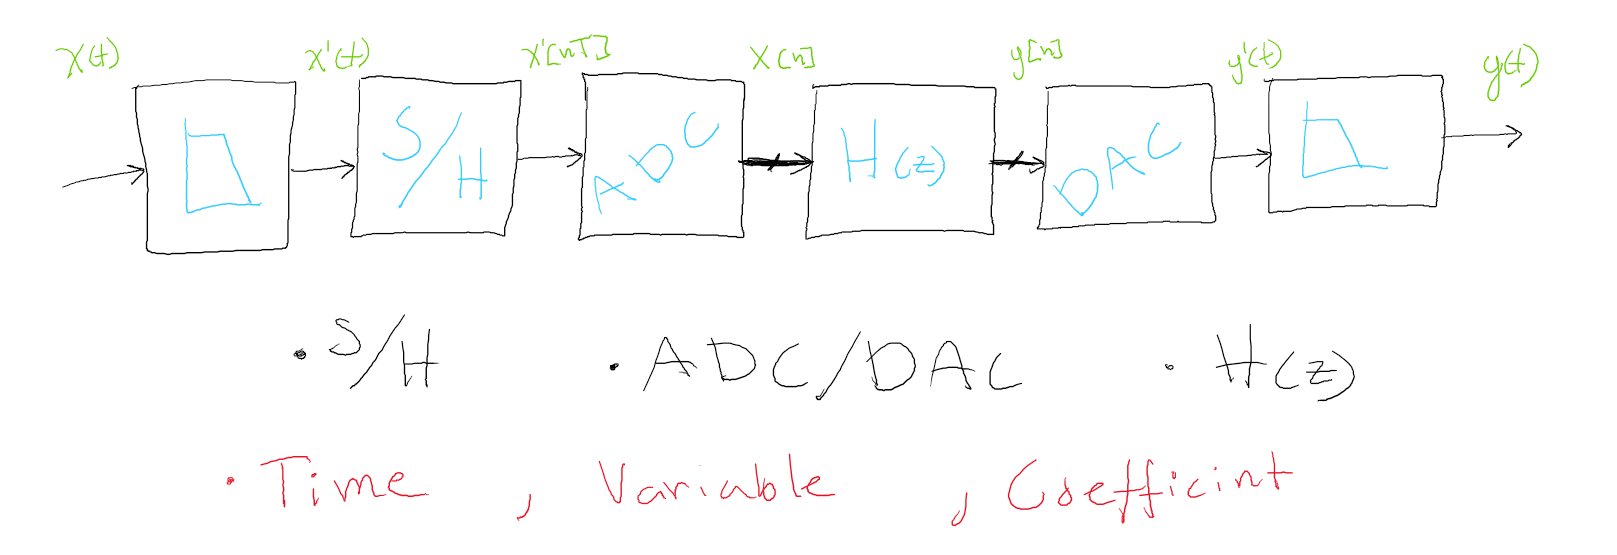 x(t) x'(t) x'[nT] x[n] y[n] y'(t) y(t)
S/H ADC H(z) DAC
• S/H • ADC/DAC • H(z)
• Time , Variable , Coefficint